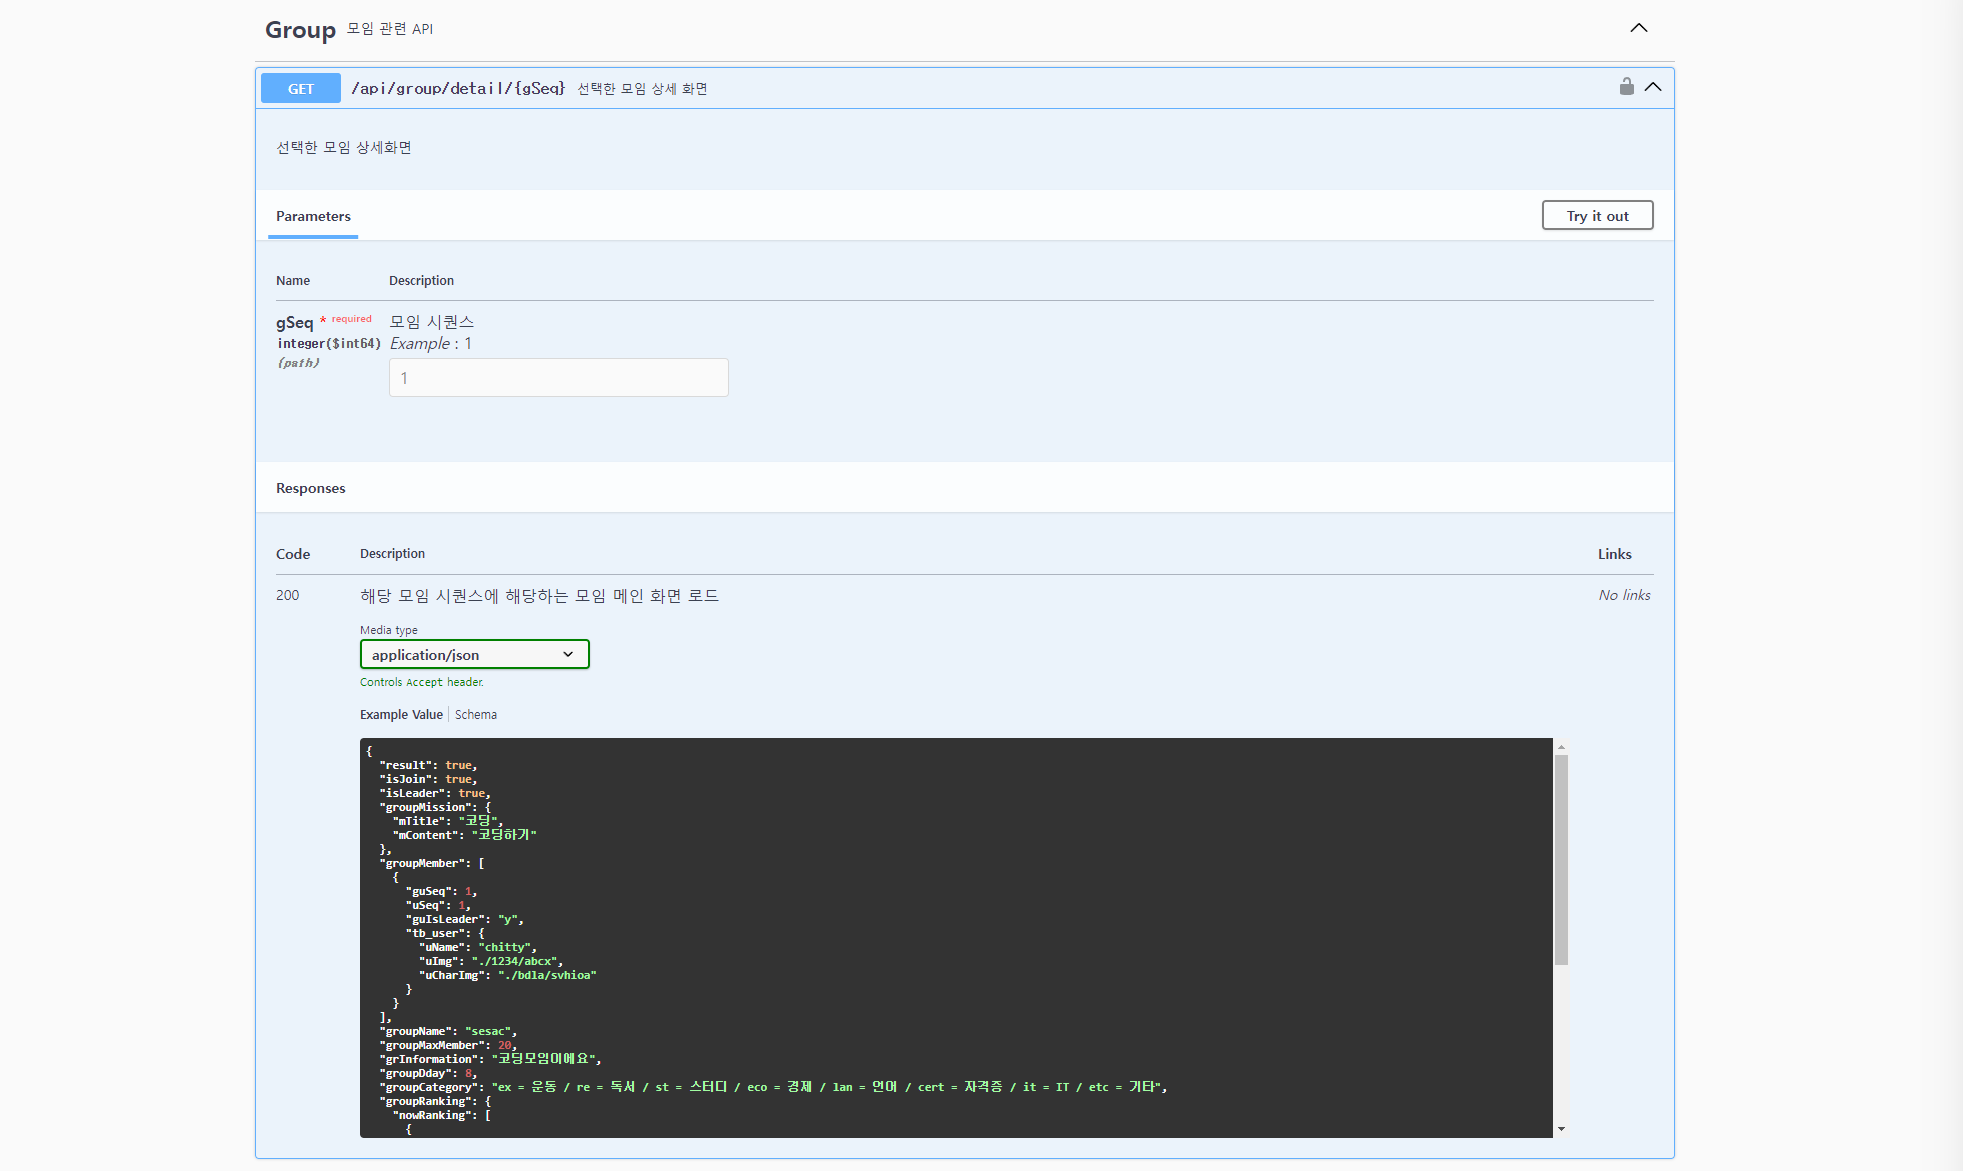 Group 모임 관련 API
GET /api/group/detail/{gSeq} 선택한 모임 상세 화면
선택한 모임 상세화면
Parameters
Try it out
Name Description
gSeq * required 모임 시퀀스
integer($int64) Example : 1
(path)
1
Responses
Code Description Links
200 해당 모임 시퀀스에 해당하는 모임 메인 화면 로드 No links
Media type
application/json
Controls Accept header.
Example Value Schema
{
"result": true,
"isJoin": true,
"isLeader": true,
"groupMission": {
"mTitle": "코딩",
"mContent": "코딩하기"
},
"groupMember": [
{
"guSeq": 1,
"uSeq": 1,
"guIsLeader": "y",
"tb_user": {
"uName": "chitty",
"uImg": "./1234/abcx",
"uCharImg": "./bdla/svhioa"
}
}
],
"groupName": "sesac",
"groupMaxMember": 20,
"grInformation": "코딩모임이에요",
"groupDday": 8,
"groupCategory": "ex = 운동 / re = 독서 / st = 스터디 / eco = 경제 / lan = 언어 / cert = 자격증 / it = IT / etc = 기타",
"groupRanking": {
"nowRanking": [
{